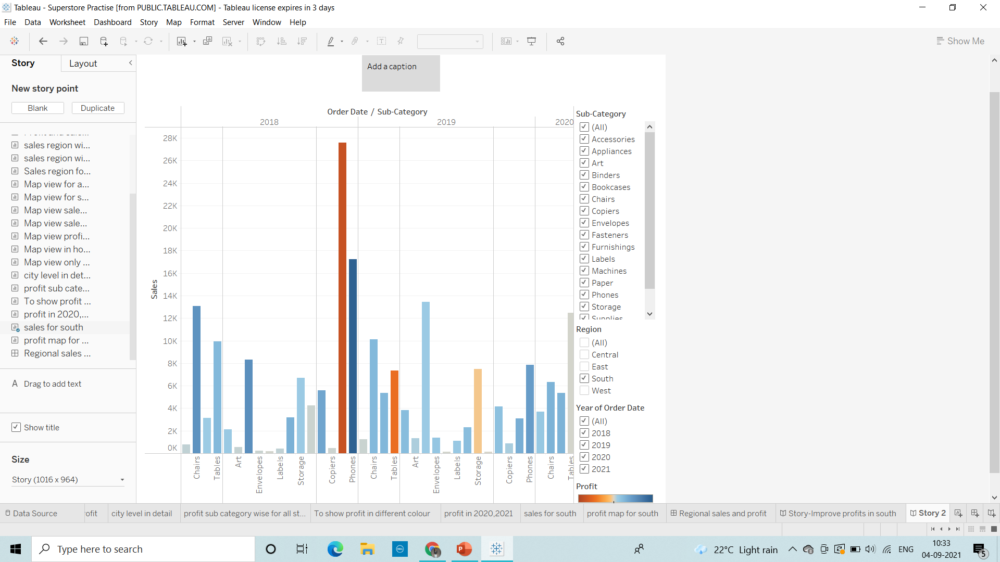 Tableau - Superstore Practise [from PUBLIC.TABLEAU.COM] - Tableau license expires in 3 days
File Data Worksheet Dashboard Story Map Format Server Window Help
Show Me
Story Layout
New story point
Blank Duplicate
sales region wi...
sales region wi...
Sales region fo...
Map view for a...
Map view for s...
Map view sale...
Map view sale...
Map view profi...
Map view in ho...
Map view only ...
city level in det...
profit sub cate...
To show profit ...
profit in 2020,...
sales for south
profit map for ...
Regional sales ...
A Drag to add text
Show title
Size
Story (1016 x 964)
Add a caption
Order Date / Sub-Category
2018 2019 2020
28K
26K
24K
22K
20K
18K
16K
14K
12K
10K
8K
6K
4K
2K
0K
Sales
Chairs Tables Art Envelopes Labels Storage Copiers Phones Chairs Tables Art Envelopes Labels Storage Copiers Phones Chairs Tables
Sub-Category
(All)
Accessories
Appliances
Art
Binders
Bookcases
Chairs
Copiers
Envelopes
Fasteners
Furnishings
Labels
Machines
Paper
Phones
Storage
Supplies
Region
(All)
Central
East
South
West
Year of Order Date
(All)
2018
2019
2020
2021
Profit
Data Source ofit city level in detail profit sub category wise for all st... To show profit in different colour profit in 2020,2021 sales for south profit map for south Regional sales and profit Story-Improve profits in south Story 2
Type here to search
DELL
P
22°C Light rain
ENG
10:33
04-09-2021
5